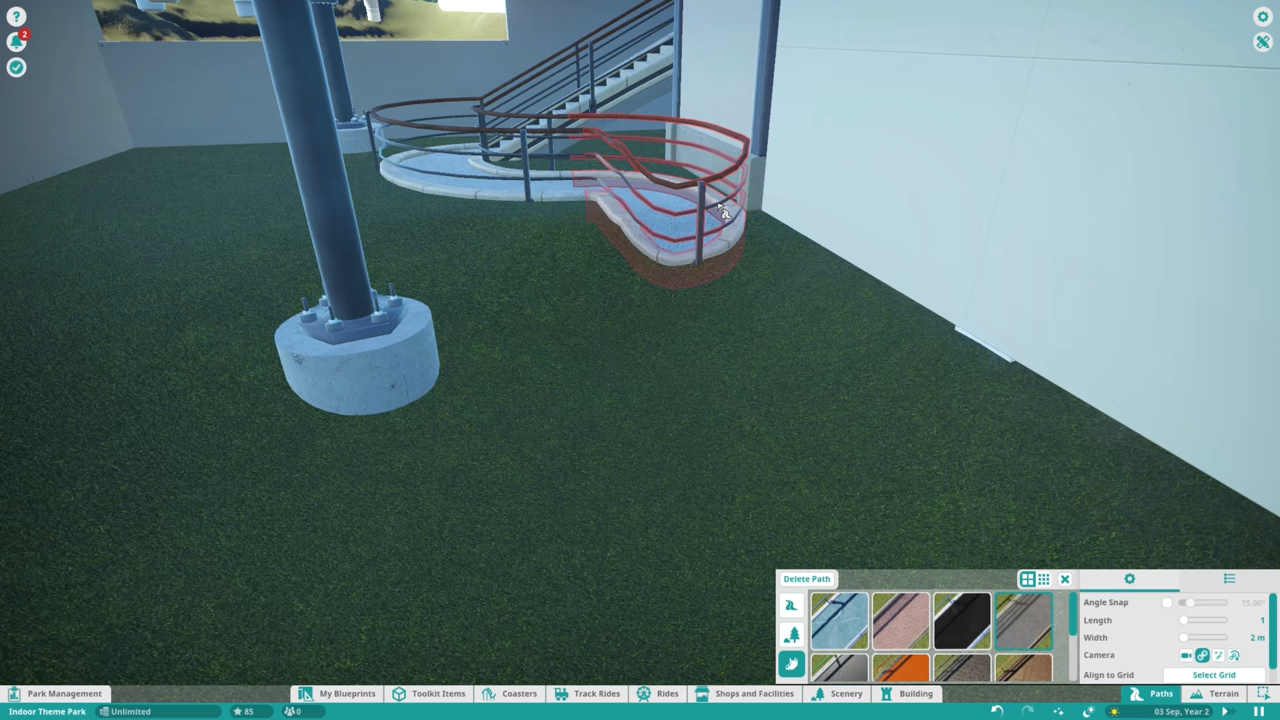 ?
2
Delete Path
Angle Snap 15.00°
Length 1
Width 2 m
Camera
Align to Grid Select Grid
Park Management My Blueprints Toolkit Items Coasters Track Rides Rides Shops and Facilities Scenery Building Paths Terrain
Indoor Theme Park Unlimited 85 0 03 Sep, Year 2